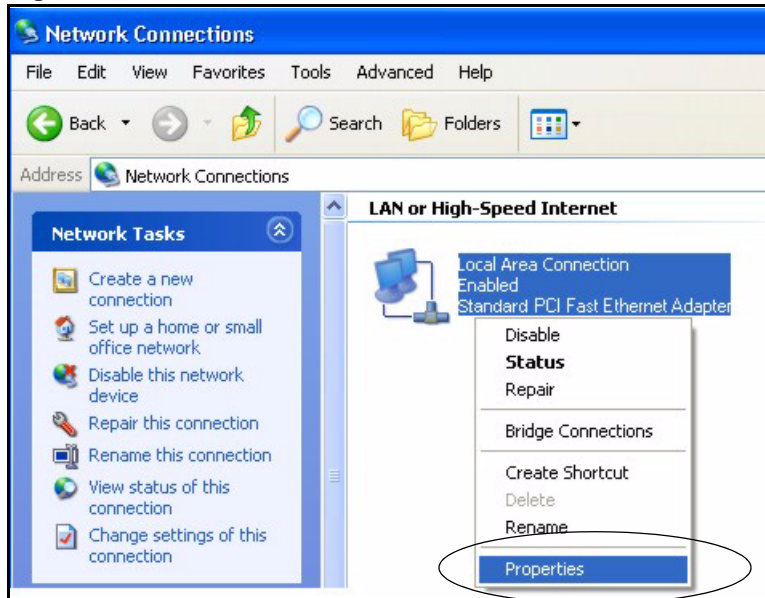 Network Connections
File Edit View Favorites Tools Advanced Help
Back Search Folders
Address Network Connections
Network Tasks
Create a new
connection
Set up a home or small
office network
Disable this network
device
Repair this connection
Rename this connection
View status of this
connection
Change settings of this
connection
LAN or High-Speed Internet
Local Area Connection
Enabled
Standard PCI Fast Ethernet Adapter
Disable
Status
Repair
Bridge Connections
Create Shortcut
Delete
Rename
Properties